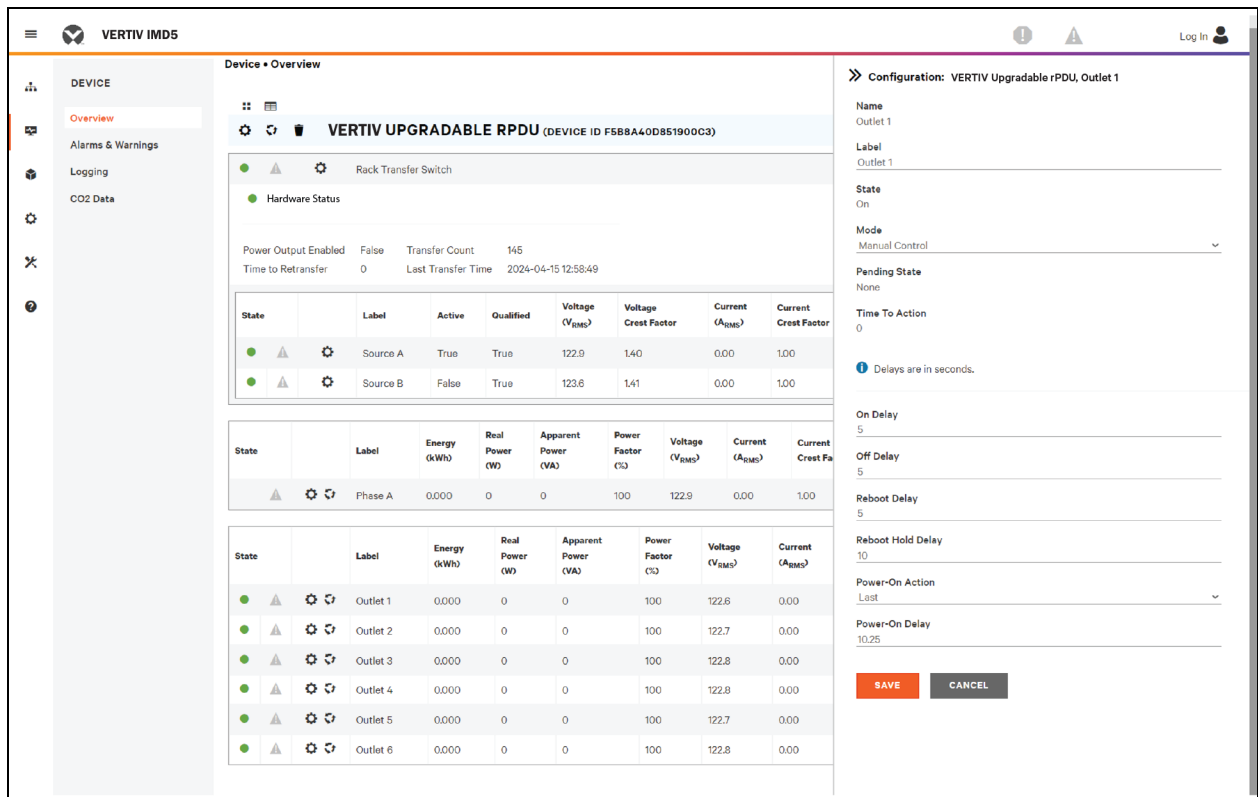 VERTIV IMD5
Log In
DEVICE
Overview
Alarms & Warnings
Logging
CO2 Data
Device • Overview
VERTIV UPGRADABLE RPDU (DEVICE ID F5B8A40D851900C3)
Rack Transfer Switch
Hardware Status
Power Output Enabled False Transfer Count 145
Time to Retransfer 0 Last Transfer Time 2024-04-15 12:58:49
State Label Active Qualified Voltage (VRMS) Voltage Crest Factor Current (ARMS) Current Crest Factor
Source A True True 122.9 1.40 0.00 1.00
Source B False True 123.6 1.41 0.00 1.00
State Label Energy (kWh) Real Power (W) Apparent Power (VA) Power Factor (%) Voltage (VRMS) Current (ARMS) Current Crest Fa
Phase A 0.000 0 0 100 122.9 0.00 1.00
State Label Energy (kWh) Real Power (W) Apparent Power (VA) Power Factor (%) Voltage (VRMS) Current (ARMS)
Outlet 1 0.000 0 0 100 122.6 0.00
Outlet 2 0.000 0 0 100 122.7 0.00
Outlet 3 0.000 0 0 100 122.8 0.00
Outlet 4 0.000 0 0 100 122.8 0.00
Outlet 5 0.000 0 0 100 122.7 0.00
Outlet 6 0.000 0 0 100 122.8 0.00
Configuration: VERTIV Upgradable rPDU, Outlet 1
Name
Outlet 1
Label
Outlet 1
State
On
Mode
Manual Control
Pending State
None
Time To Action
0
Delays are in seconds.
On Delay
5
Off Delay
5
Reboot Delay
5
Reboot Hold Delay
10
Power-On Action
Last
Power-On Delay
10.25
SAVE CANCEL